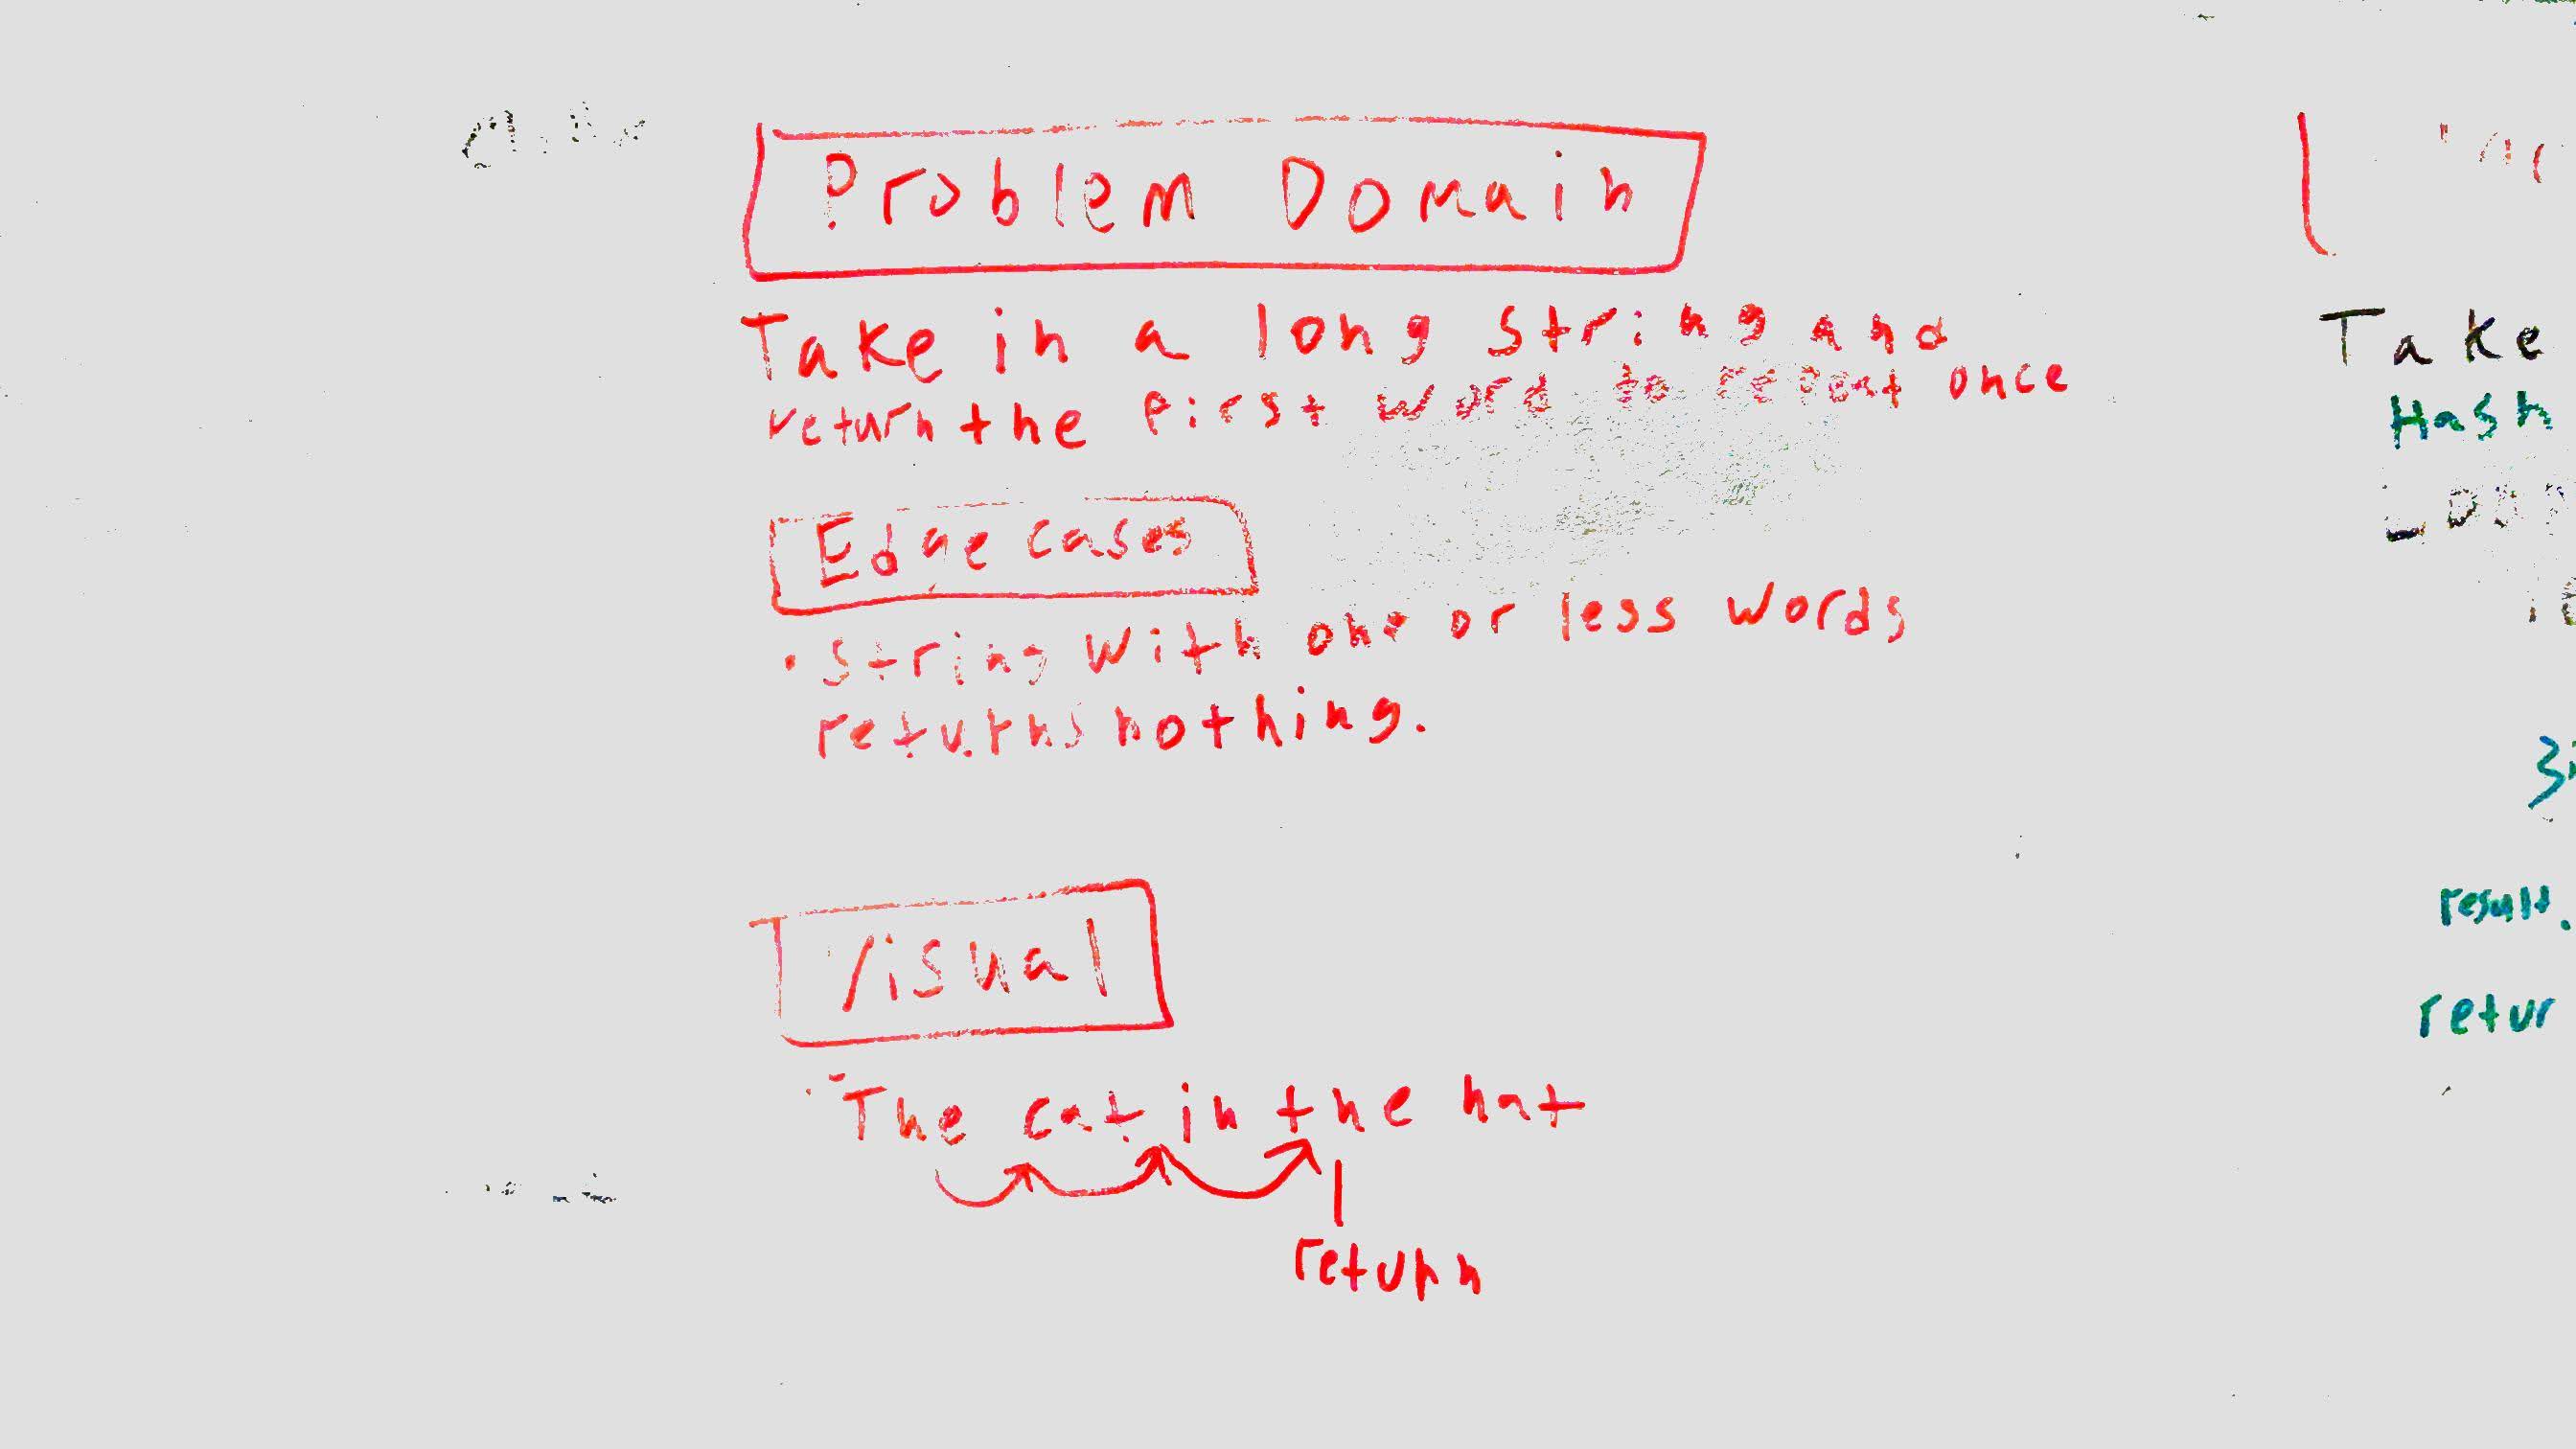 Problem Domain
Take in a long string and
return the first word to repeat once
Edge cases
• string with one or less words
returns nothing.
Visual
"The cat in the hat
return
Take
Hash
Loop
result.
retur